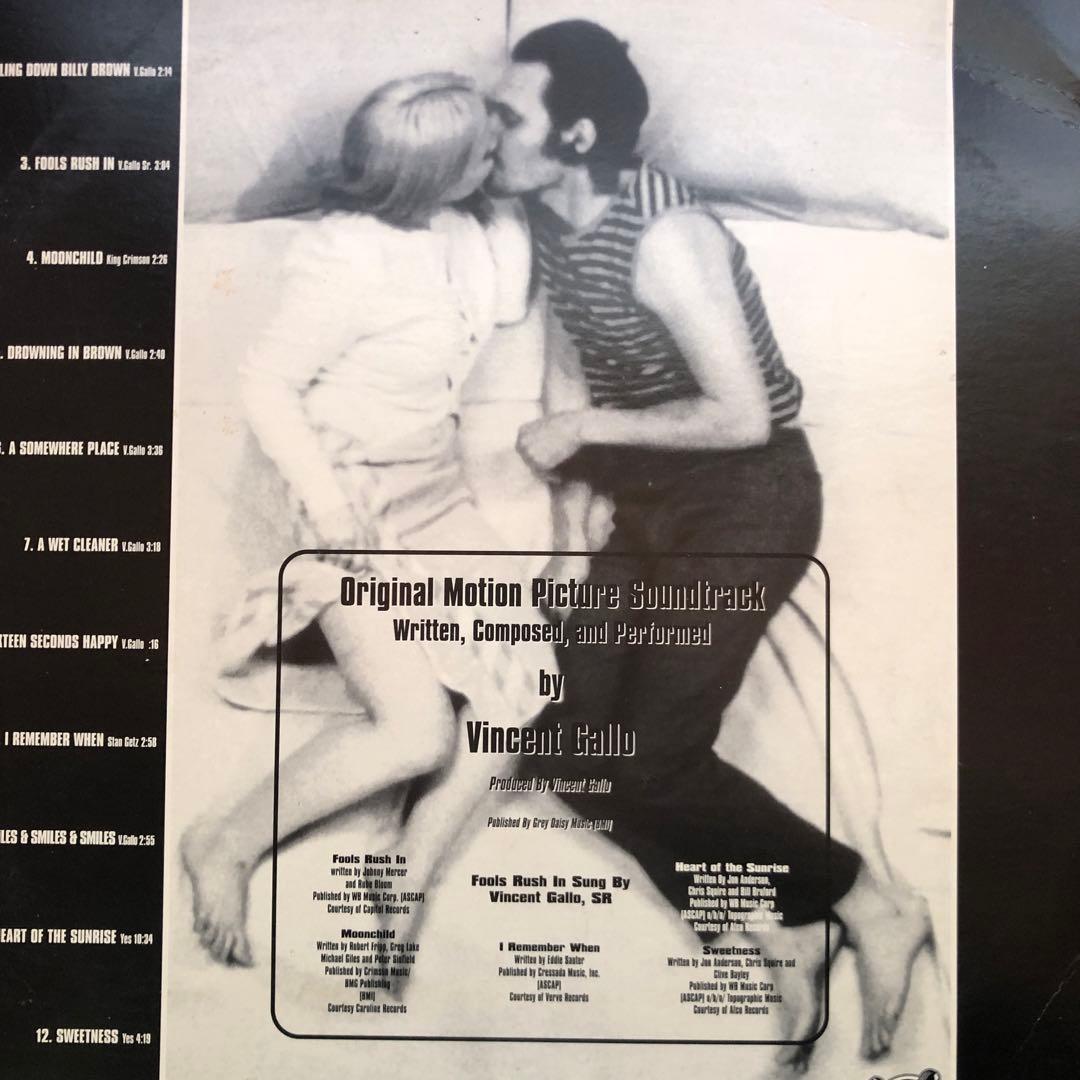 LING DOWN BILLY BROWN V.Gallo 2:14
3. FOOLS RUSH IN V.Gallo Sr. 3:04
4. MOONCHILD King Crimson 2:26
. DROWNING IN BROWN V.Gallo 2:40
. A SOMEWHERE PLACE V.Gallo 3:36
7. A WET CLEANER V.Gallo 3:18
XTEEN SECONDS HAPPY V.Gallo :16
I REMEMBER WHEN Stan Getz 2:58
LES & SMILES & SMILES V.Gallo 2:55
EART OF THE SUNRISE Yes 10:34
12. SWEETNESS Yes 4:19
Original Motion Picture Soundtrack
Written, Composed, and Performed
by
Vincent Gallo
Produced By Vincent Gallo
Published By Grey Daisy Music [BMI]
Fools Rush In
written by Johnny Mercer
and Rube Bloom
Published by WB Music Corp. [ASCAP]
Courtesy of Capitol Records
Moonchild
Written by Robert Fripp, Greg Lake
Michael Giles and Peter Sinfield
Published by Crimson Music/
BMG Publishing
[BMI]
Courtesy Caroline Records
Fools Rush In Sung By
Vincent Gallo, SR
I Remember When
Written by Eddie Sauter
Published by Cressada Music, Inc.
[ASCAP]
Courtesy of Verve Records
Heart of the Sunrise
Written By Jon Anderson,
Chris Squire and Bill Bruford
Published by WB Music Corp
[ASCAP] o/b/o/ Topographic Music
Courtesy of Alco Records
Sweetness
Written by Jon Anderson, Chris Squire and
Clive Bayley
Published by WB Music Corp
[ASCAP] o/b/o/ Topographic Music
Courtesy of Alco Records